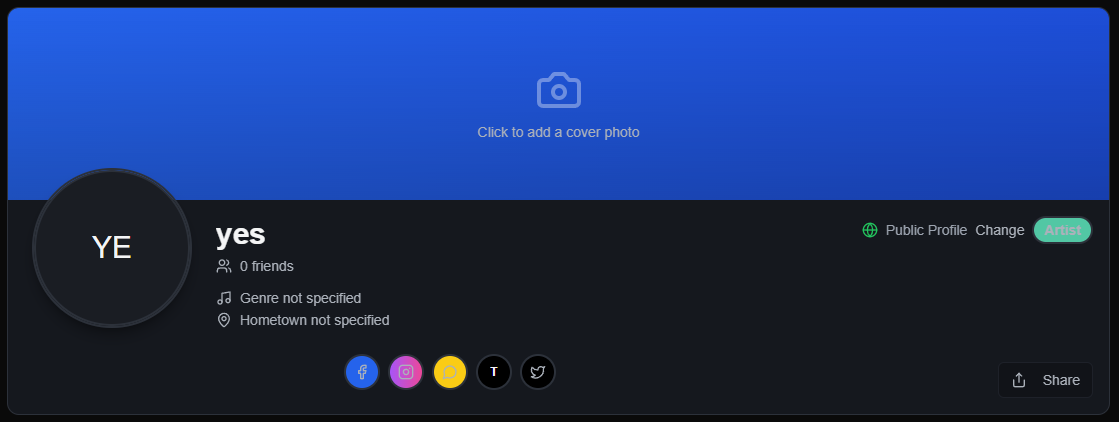 Click to add a cover photo
YE
yes
Public Profile Change Artist
0 friends
Genre not specified
Hometown not specified
T
Share